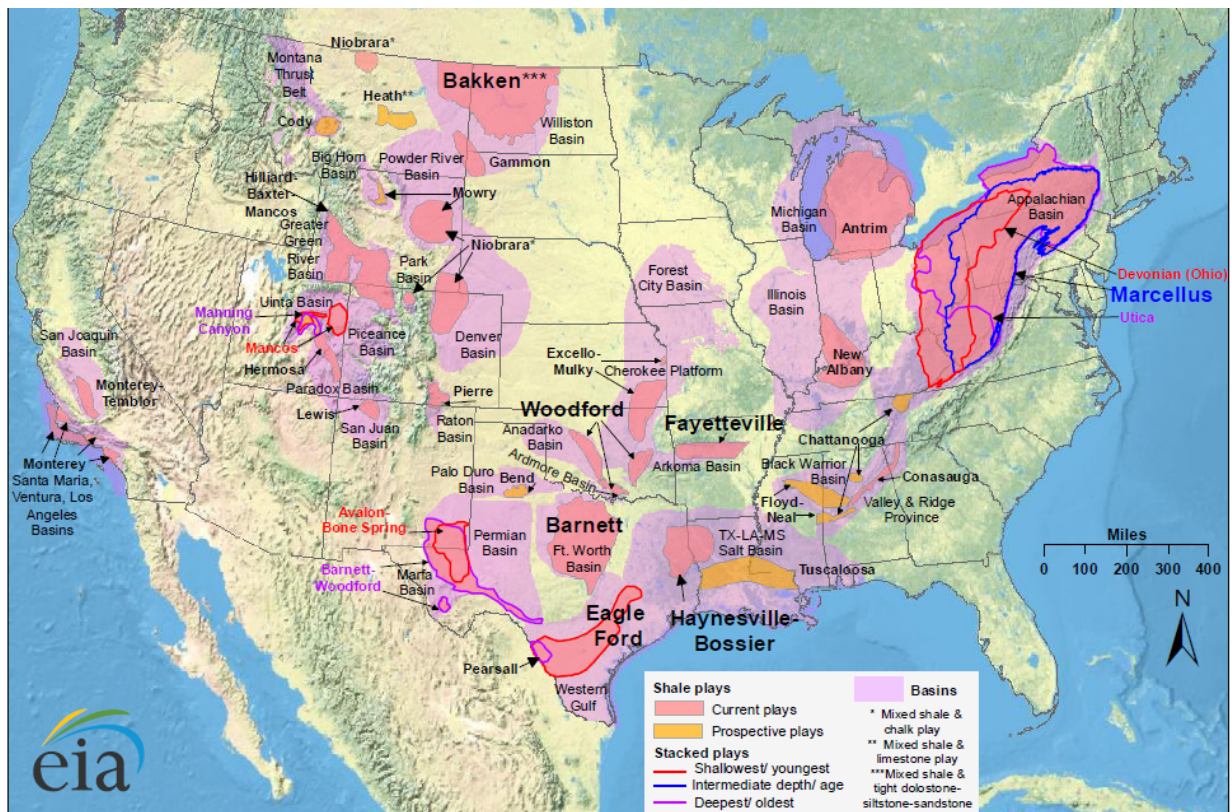 Niobrara*
Montana
Thrust
Belt
Bakken***
Heath**
Cody
Williston
Basin
Big Horn
Basin
Powder River
Basin
Gammon
Hilliard-
Baxter-
Mancos
Mowry
Greater
Green
River
Basin
Niobrara*
Park
Basin
Michigan
Basin
Antrim
Appalachian
Basin
Devonian (Ohio)
Marcellus
Utica
Forest
City Basin
Illinois
Basin
Uinta Basin
Manning
Canyon
San Joaquin
Basin
Mancos
Piceance
Basin
Denver
Basin
Hermosa
Excello-
Mulky
Cherokee Platform
New
Albany
Monterey-
Temblor
Paradox Basin
Pierre
Lewis
San Juan
Basin
Raton
Basin
Woodford
Anadarko
Basin
Fayetteville
Chattanooga
Monterey
Santa Maria,
Ventura, Los
Angeles
Basins
Palo Duro
Basin
Bend
Ardmore Basin
Arkoma Basin
Black Warrior
Basin
Conasauga
Floyd-
Neal
Valley & Ridge
Province
Avalon-
Bone Spring
Permian
Basin
Barnett
Ft. Worth
Basin
TX-LA-MS
Salt Basin
Tuscaloosa
Barnett-
Woodford
Marfa
Basin
Eagle
Ford
Haynesville-
Bossier
Pearsall
Western
Gulf
Miles
0 100 200 300 400
N
eia
Shale plays
Current plays
Prospective plays
Stacked plays
Shallowest/ youngest
Intermediate depth/ age
Deepest/ oldest
Basins
* Mixed shale &
chalk play
** Mixed shale &
limestone play
***Mixed shale &
tight dolostone-
siltstone-sandstone